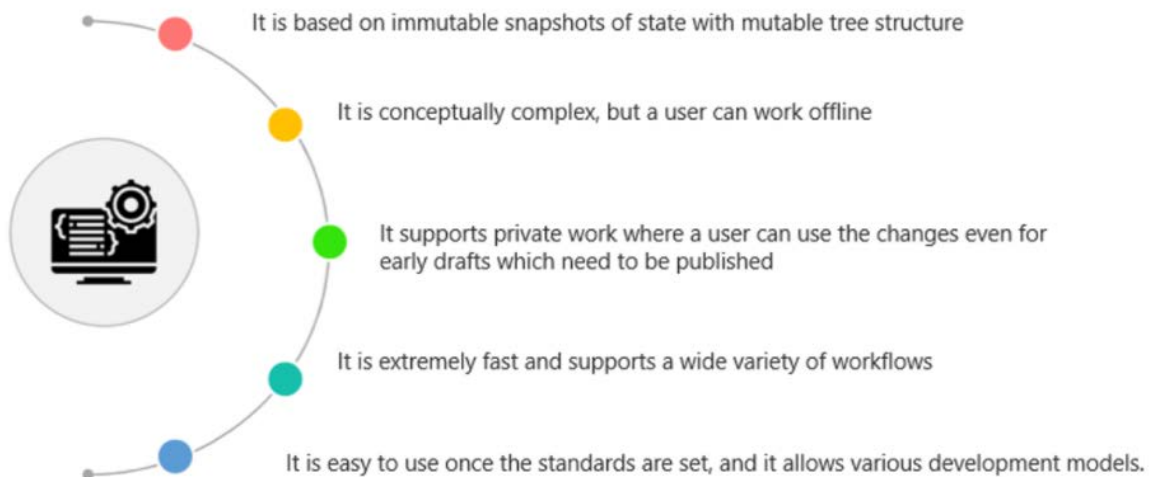 It is based on immutable snapshots of state with mutable tree structure
It is conceptually complex, but a user can work offline
It supports private work where a user can use the changes even for
early drafts which need to be published
It is extremely fast and supports a wide variety of workflows
It is easy to use once the standards are set, and it allows various development models.